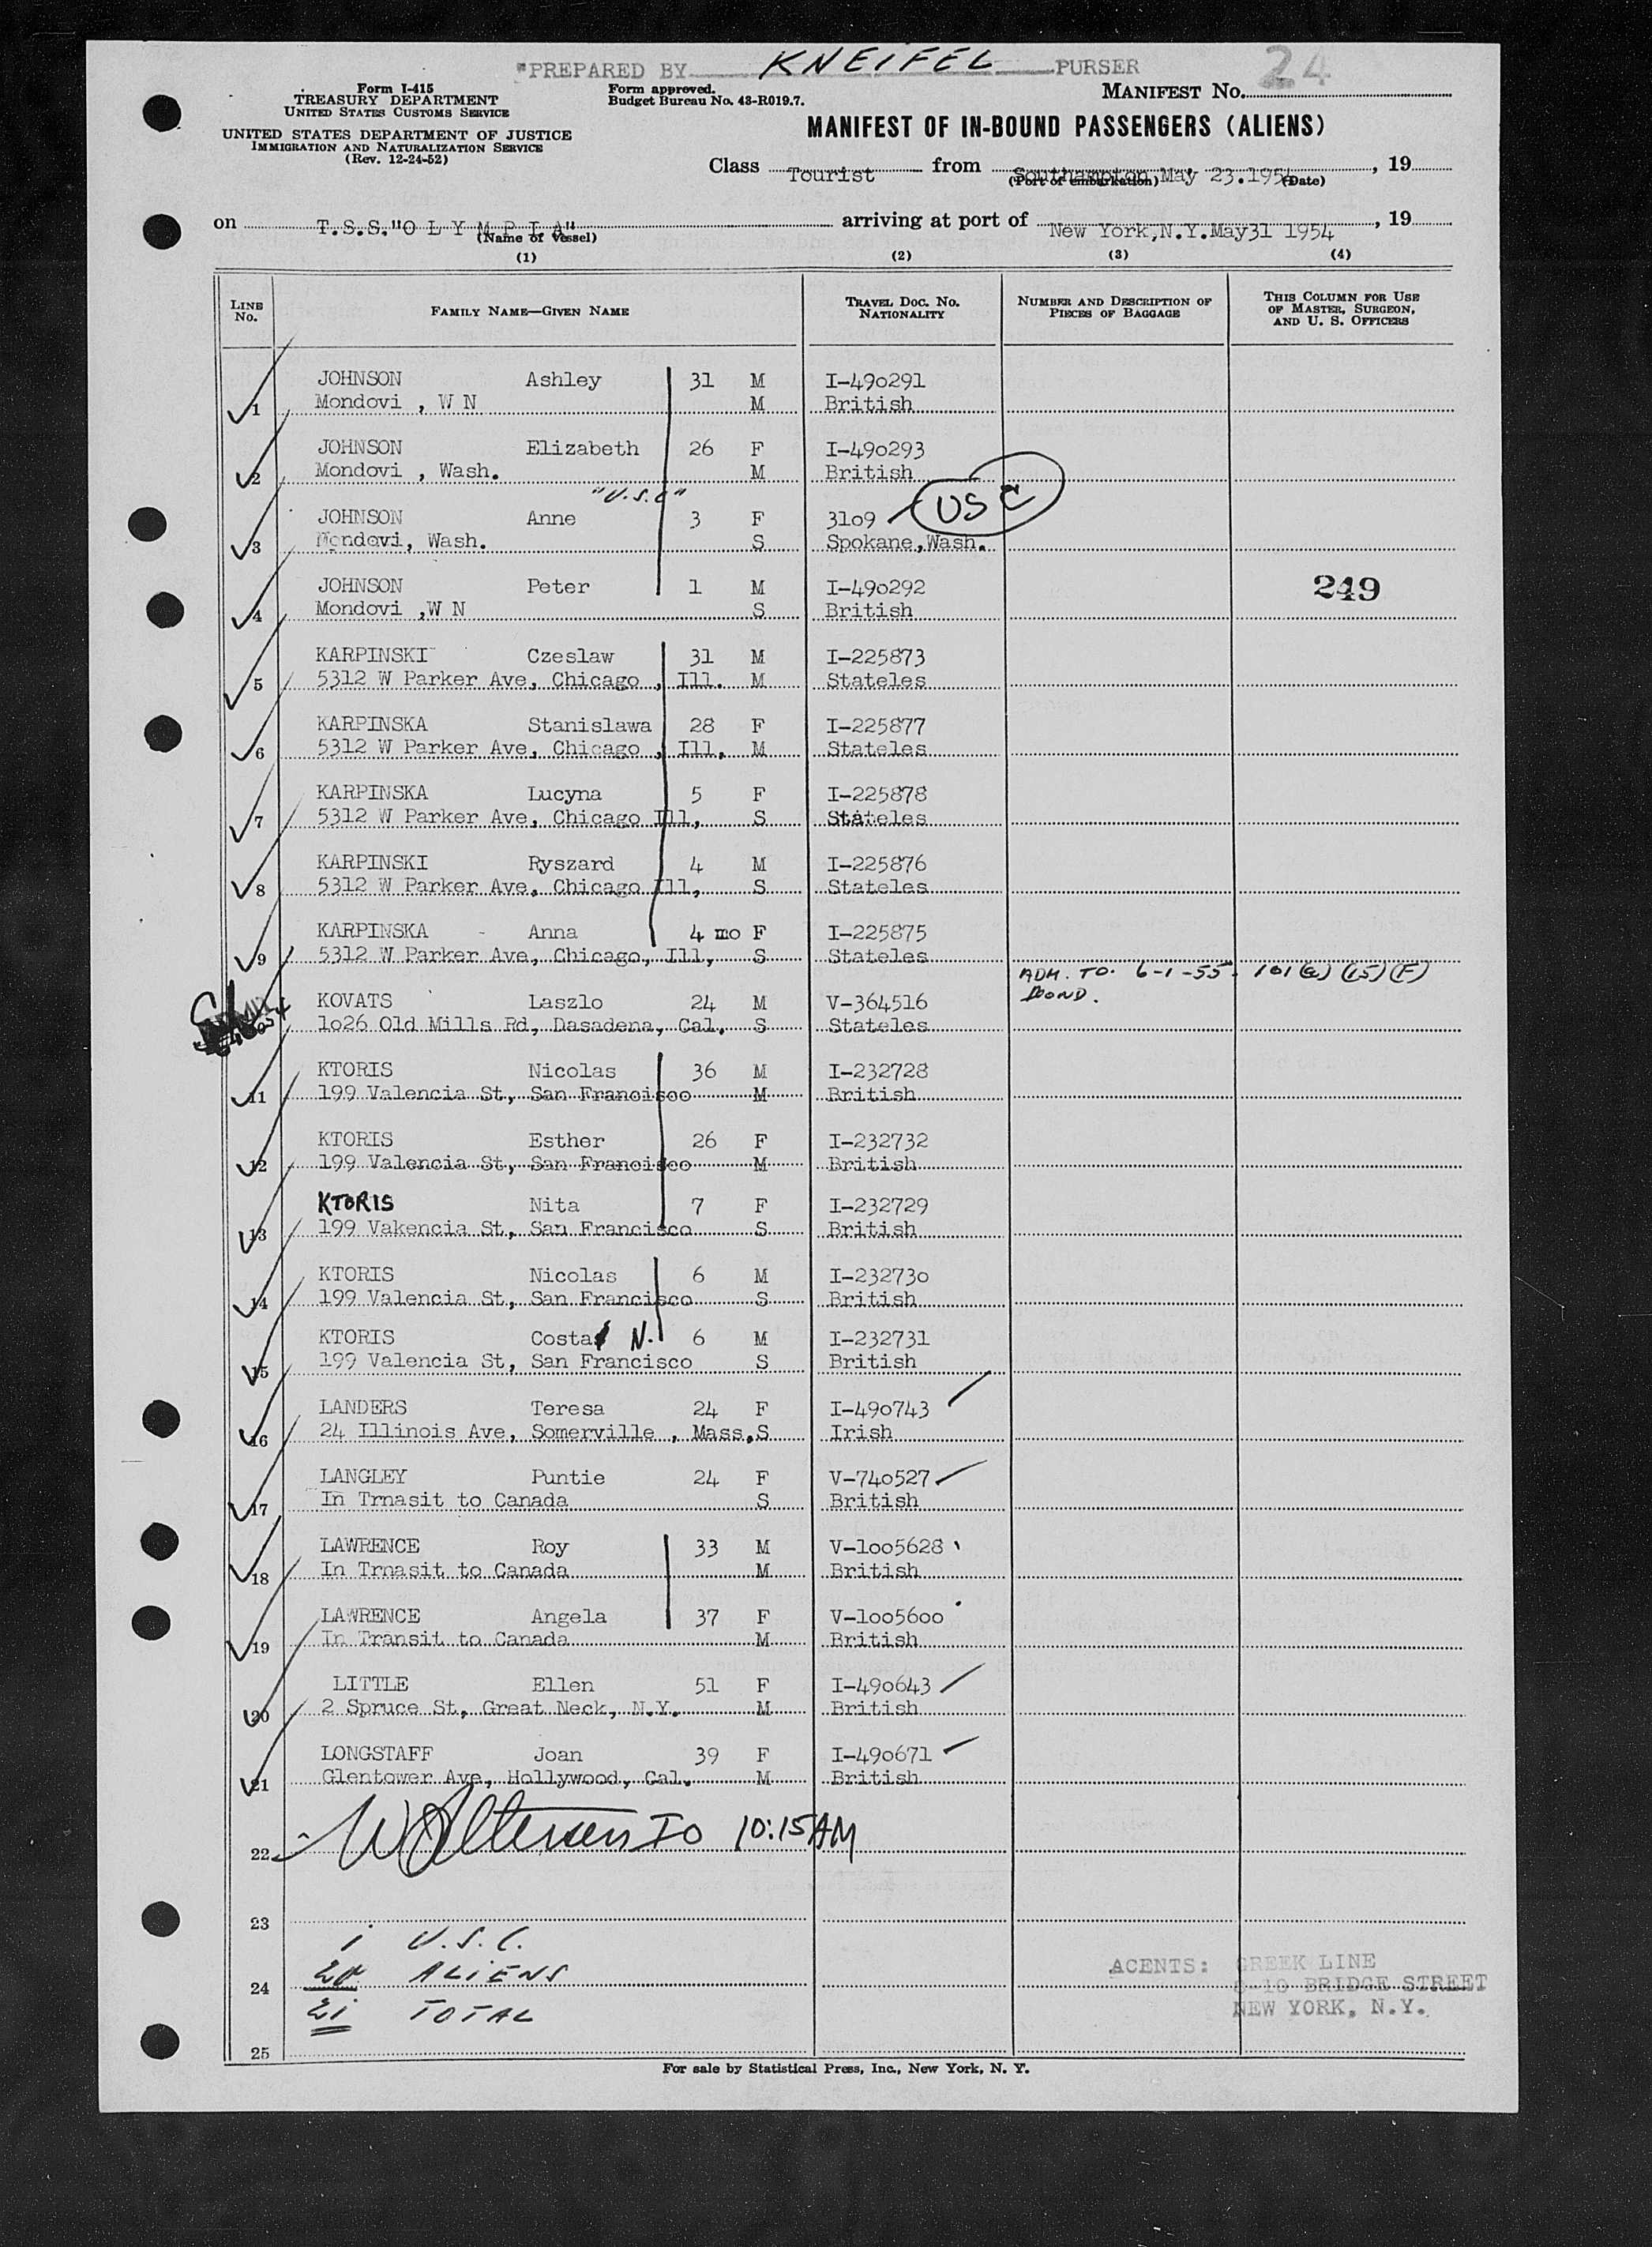 "PREPARED BY KNEIFEL PURSER 24
Form I-415
TREASURY DEPARTMENT
UNITED STATES CUSTOMS SERVICE
UNITED STATES DEPARTMENT OF JUSTICE
IMMIGRATION AND NATURALIZATION SERVICE
(Rev. 12-24-52)
Form approved.
Budget Bureau No. 43-R019.7.
MANIFEST No.
MANIFEST OF IN-BOUND PASSENGERS (ALIENS)
Class Tourist from Southampton May 23.1954, 19
(Port of embarkation) (Date)
on T.S.S."O L Y M P I A" arriving at port of New York,N.Y.May31 1954, 19
(Name of vessel)
(1) (2) (3) (4)
LINE No. FAMILY NAME—GIVEN NAME TRAVEL DOC. No. NATIONALITY NUMBER AND DESCRIPTION OF PIECES OF BAGGAGE THIS COLUMN FOR USE OF MASTER, SURGEON, AND U. S. OFFICERS
JOHNSON Ashley 31 M I-490291
1 Mondovi , W N M British
JOHNSON Elizabeth 26 F I-490293
2 Mondovi , Wash. M British
"U.S.C" USC
JOHNSON Anne 3 F 3109
3 Mondovi, Wash. S Spokane,Wash.
JOHNSON Peter 1 M I-490292 249
4 Mondovi ,W N S British
KARPINSKI Czeslaw 31 M I-225873
5 5312 W Parker Ave, Chicago , Ill. M Stateles
KARPINSKA Stanislawa 28 F I-225877
6 5312 W Parker Ave, Chicago , Ill, M Stateles
KARPINSKA Lucyna 5 F I-225878
7 5312 W Parker Ave, Chicago Ill, S Stateles
KARPINSKI Ryszard 4 M I-225876
8 5312 W Parker Ave, Chicago Ill, S Stateles
KARPINSKA - Anna 4 mo F I-225875
9 5312 W Parker Ave, Chicago, Ill, S Stateles
ADM. TO. 6-1-55. 101(a)(15)(F)
BOND.
KOVATS Laszlo 24 M V-364516
1o26 Old Mills Rd, Dasadena, Cal, S Stateles
KTORIS Nicolas 36 M I-232728
11 199 Valencia St, San Francisco M British
KTORIS Esther 26 F I-232732
12 199 Valencia St, San Francisco M British
KTORIS Nita 7 F I-232729
13 199 Vakencia St, San Francisco S British
KTORIS Nicolas 6 M I-232730
14 199 Valencia St, San Francisco S British
KTORIS Costa N. 6 M I-232731
15 199 Valencia St, San Francisco S British
LANDERS Teresa 24 F I-490743
16 24 Illinois Ave, Somerville , Mass,S Irish
LANGLEY Puntie 24 F V-740527
17 In Trnasit to Canada S British
LAWRENCE Roy 33 M V-1005628
18 In Trnasit to Canada M British
LAWRENCE Angela 37 F V-1005600
19 In Transit to Canada M British
LITTLE Ellen 51 F I-490643
20 2 Spruce St, Great Neck, N.Y. M British
LONGSTAFF Joan 39 F I-490671
21 Glentower Ave, Hollywood, Cal. M British
22 IO 10:15AM
23
1 U.S.C.
24 20 ALIENS
21 TOTAL
25
AGENTS: GREEK LINE
8-10 BRIDGE STREET
NEW YORK, N.Y.
For sale by Statistical Press, Inc., New York, N. Y.